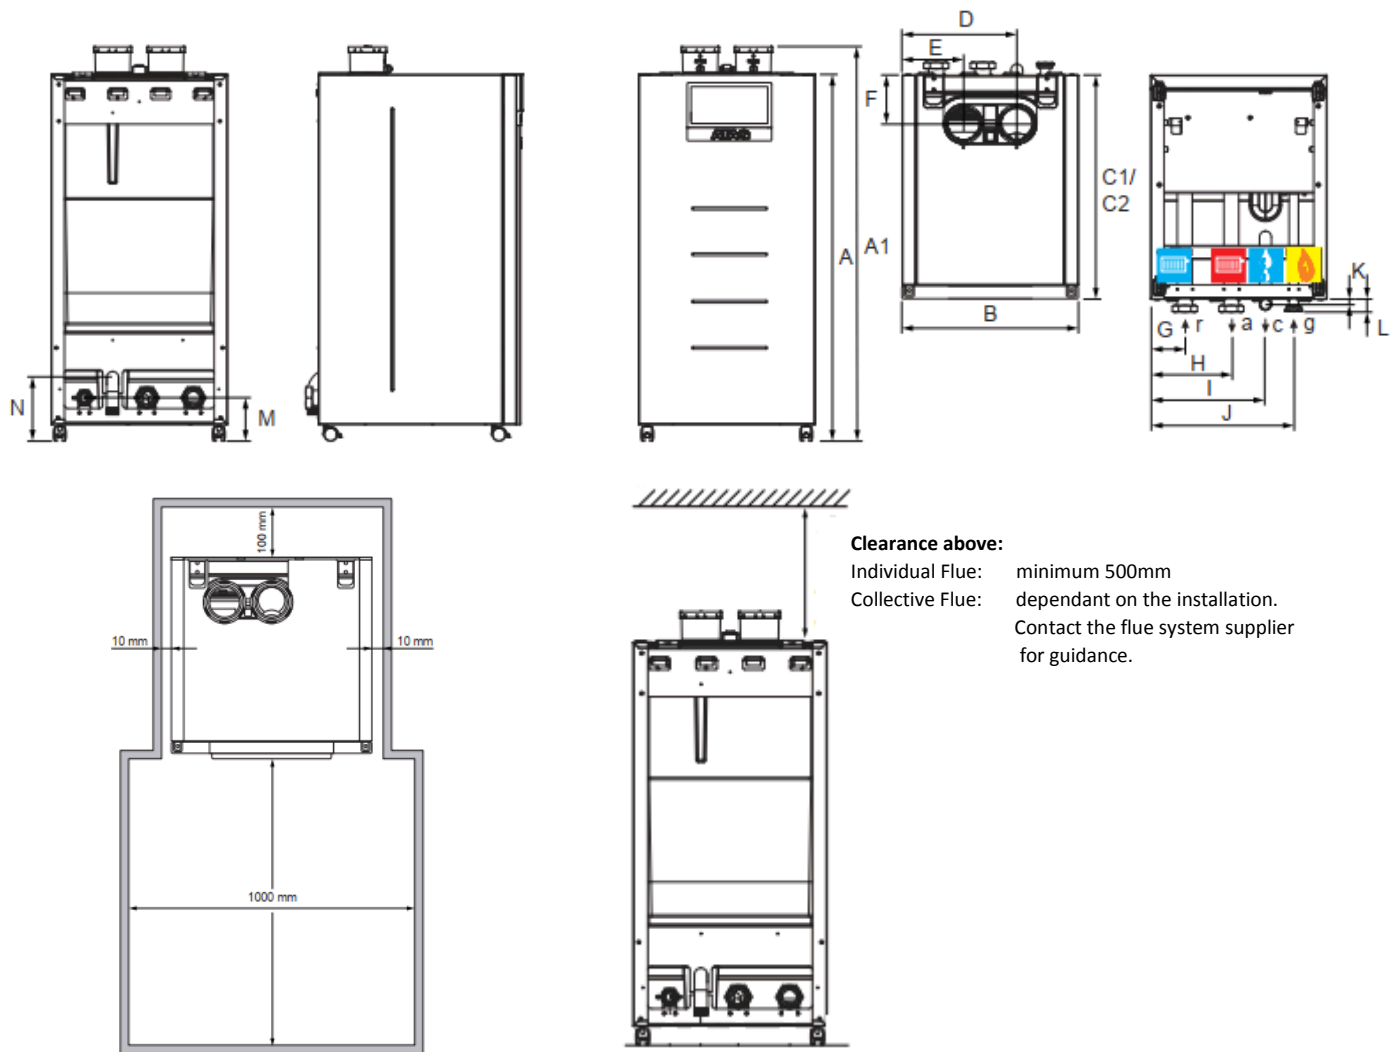 D
E
F
C1/
C2
B
A
A1
K
L
G
r
a
c
g
H
I
J
N
M
ATAG
100 mm
10 mm
10 mm
1000 mm
Clearance above:
Individual Flue: minimum 500mm
Collective Flue: dependant on the installation.
Contact the flue system supplier
for guidance.